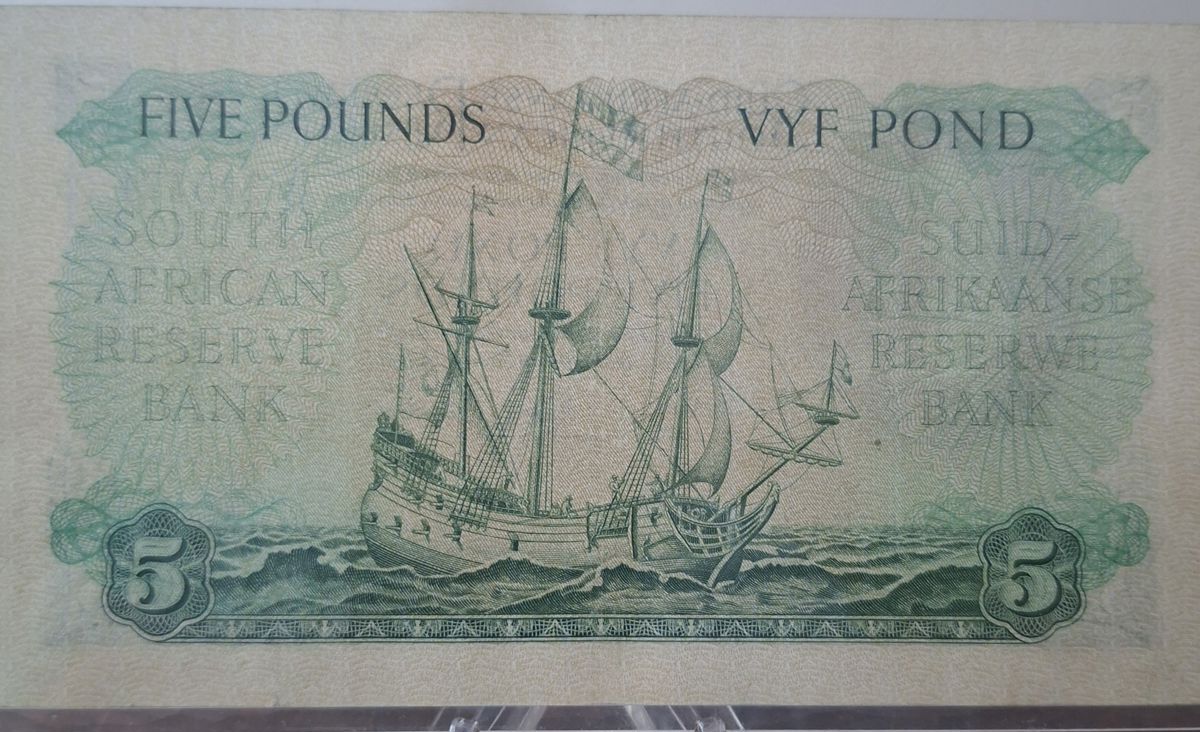 FIVE POUNDS
VYF POND
SOUTH
AFRICAN
RESERVE
BANK
SUID-
AFRIKAANSE
RESERWE
BANK
5
5